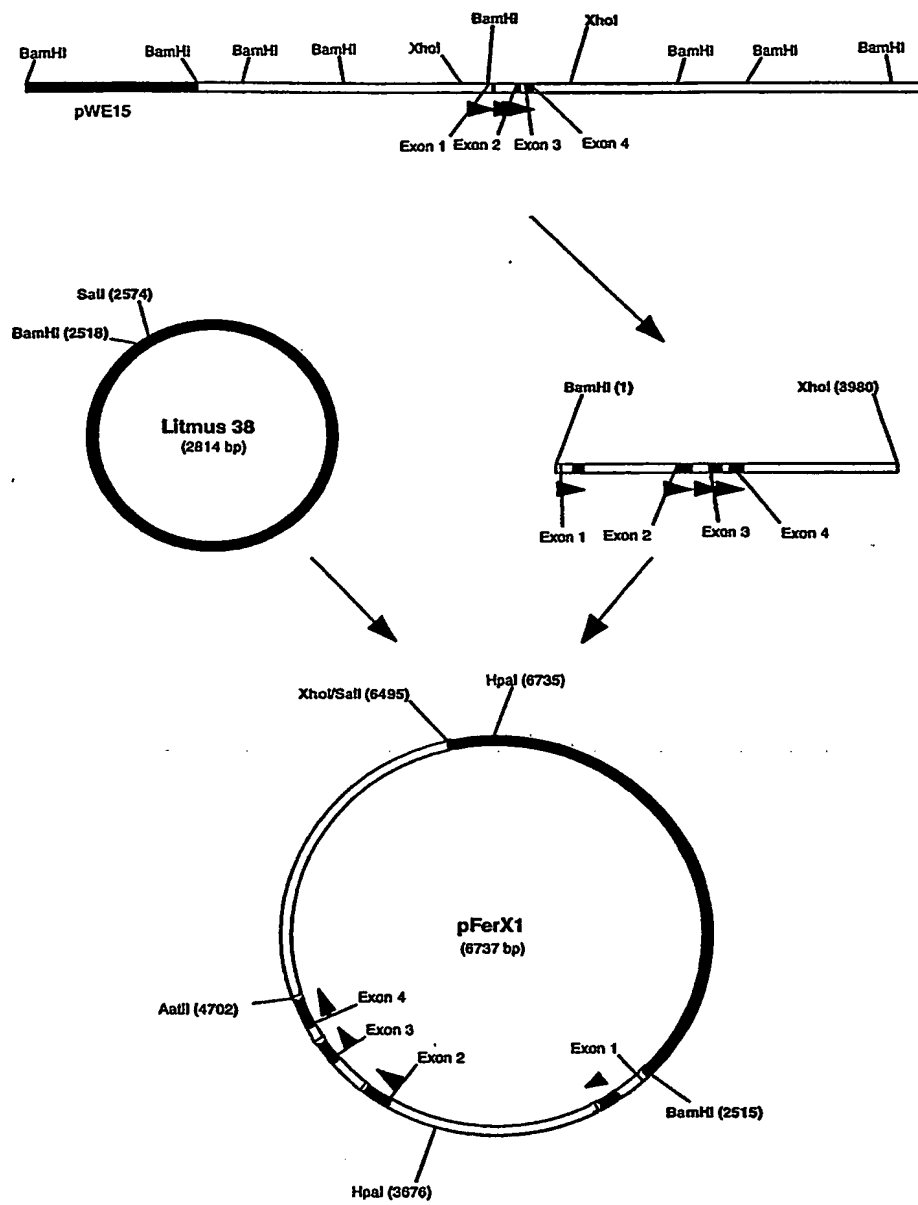 BamHI
XhoI
BamHI
BamHI
BamHI
BamHI
XhoI
BamHI
BamHI
BamHI
pWE15
Exon 1
Exon 2
Exon 3
Exon 4
SalI (2574)
BamHI (2518)
Litmus 38
(2814 bp)
BamHI (1)
XhoI (3980)
Exon 1
Exon 2
Exon 3
Exon 4
HpaI (6735)
XhoI/SalI (6495)
pFerX1
(6737 bp)
AatII (4702)
Exon 4
Exon 3
Exon 2
Exon 1
BamHI (2515)
HpaI (3676)